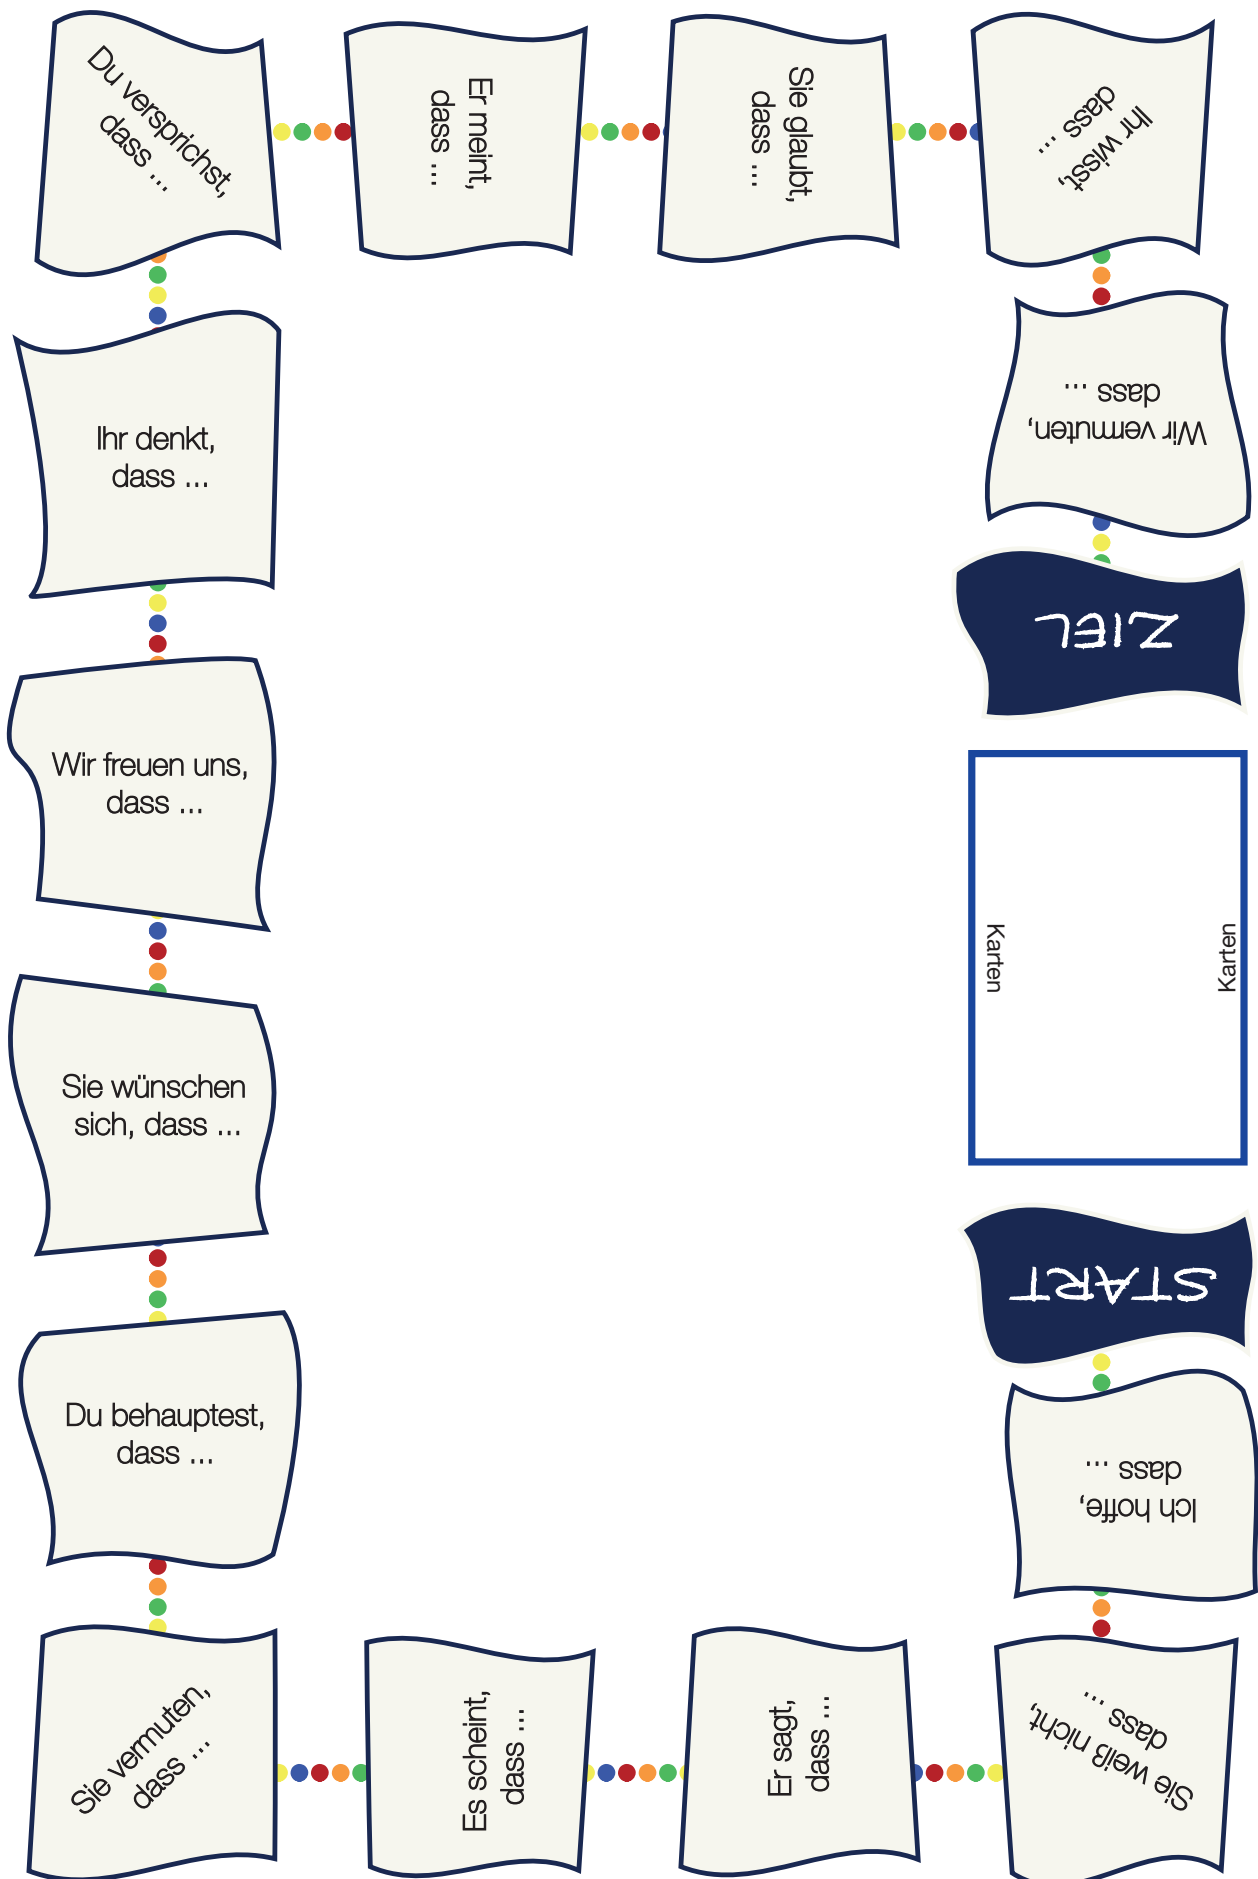 START
Ich hoffe,
dass ...
Sie weiß nicht,
dass ...
Er sagt,
dass ...
Es scheint,
dass ...
Sie vermuten,
dass ...
Du behauptest,
dass ...
Sie wünschen
sich, dass ...
Wir freuen uns,
dass ...
Ihr denkt,
dass ...
Du versprichst,
dass ...
Er meint,
dass ...
Sie glaubt,
dass ...
Ihr wisst,
dass ...
Wir vermuten,
dass ...
ZIEL
Karten
Karten